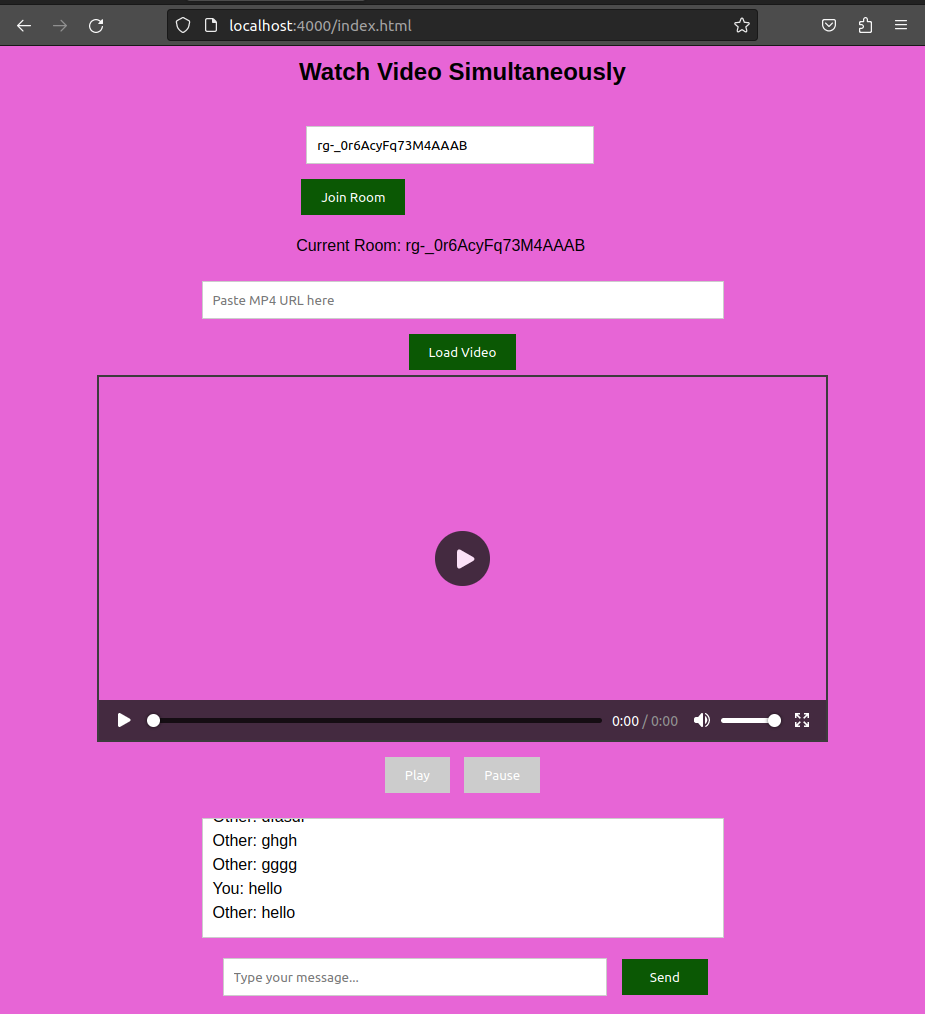 localhost:4000/index.html
Watch Video Simultaneously
rg-_0r6AcyFq73M4AAAB
Join Room
Current Room: rg-_0r6AcyFq73M4AAAB
Paste MP4 URL here
Load Video
0:00 / 0:00
Play Pause
Other:
Other: ghgh
Other: gggg
You: hello
Other: hello
Type your message...
Send